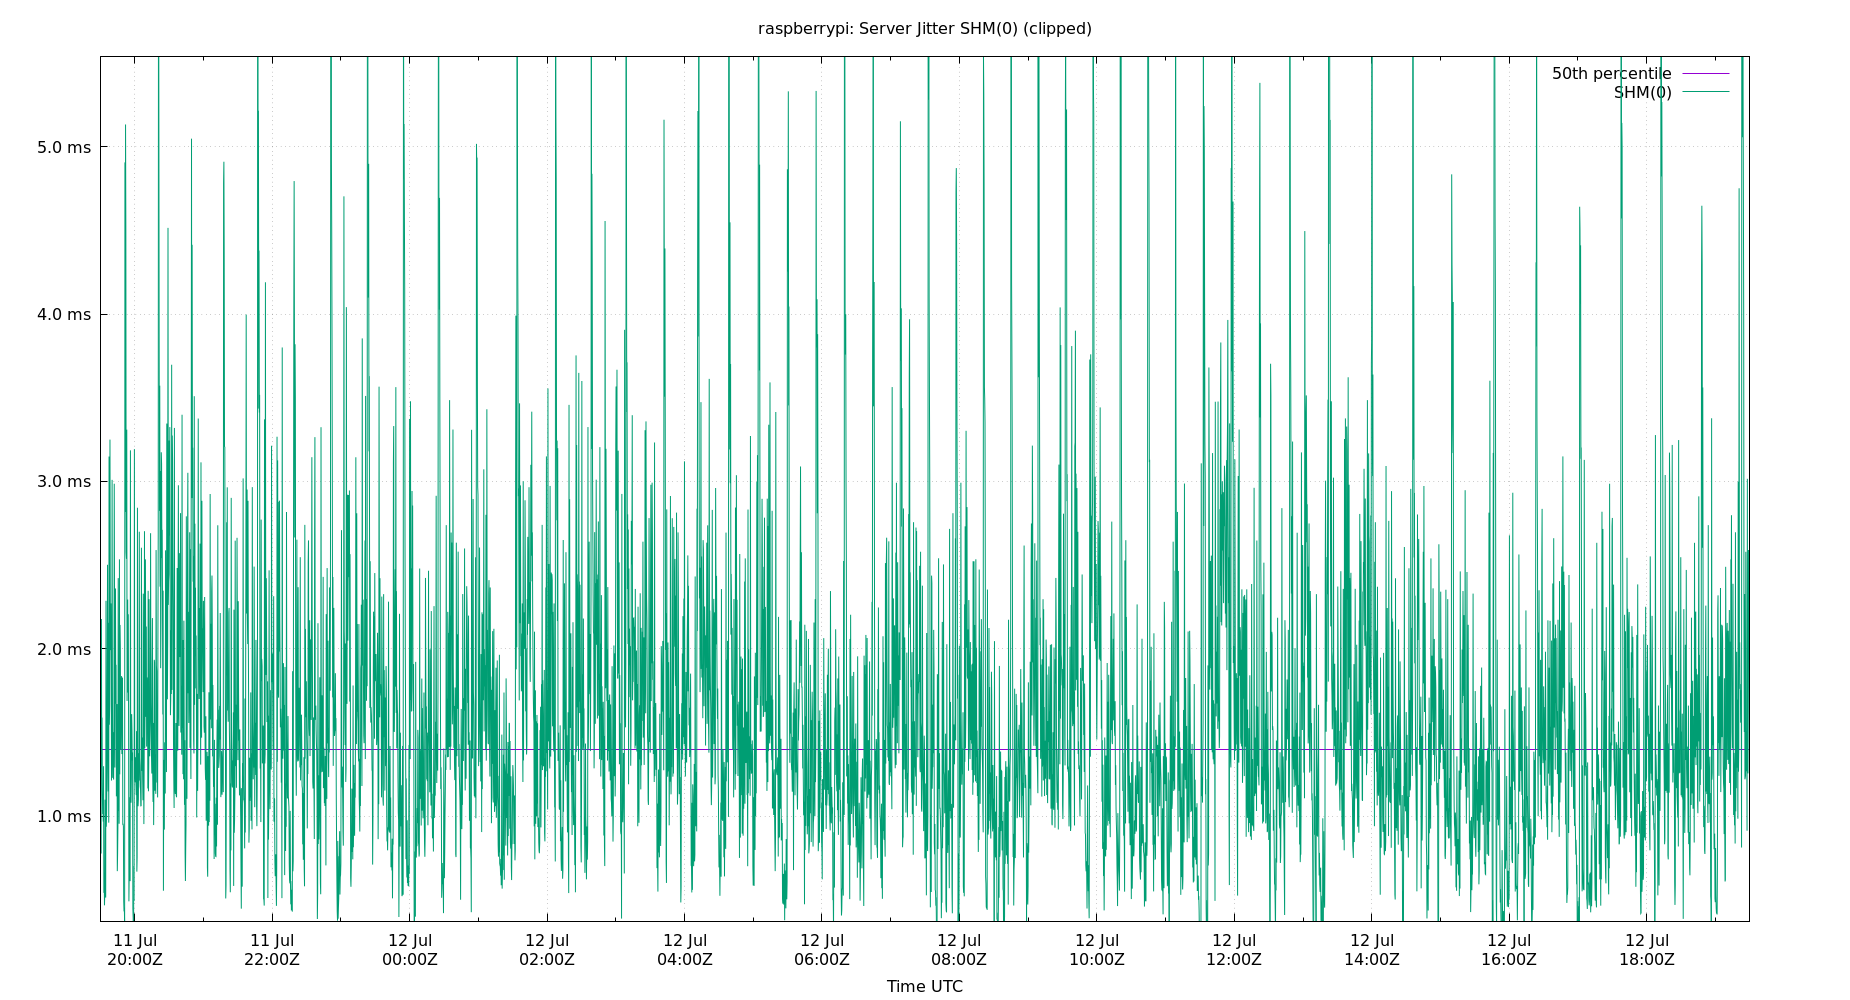 raspberrypi: Server Jitter SHM(0) (clipped)
50th percentile
SHM(0)
5.0 ms
4.0 ms
3.0 ms
2.0 ms
1.0 ms
11 Jul 11 Jul 12 Jul 12 Jul 12 Jul 12 Jul 12 Jul 12 Jul 12 Jul 12 Jul 12 Jul 12 Jul
20:00Z 22:00Z 00:00Z 02:00Z 04:00Z 06:00Z 08:00Z 10:00Z 12:00Z 14:00Z 16:00Z 18:00Z
Time UTC